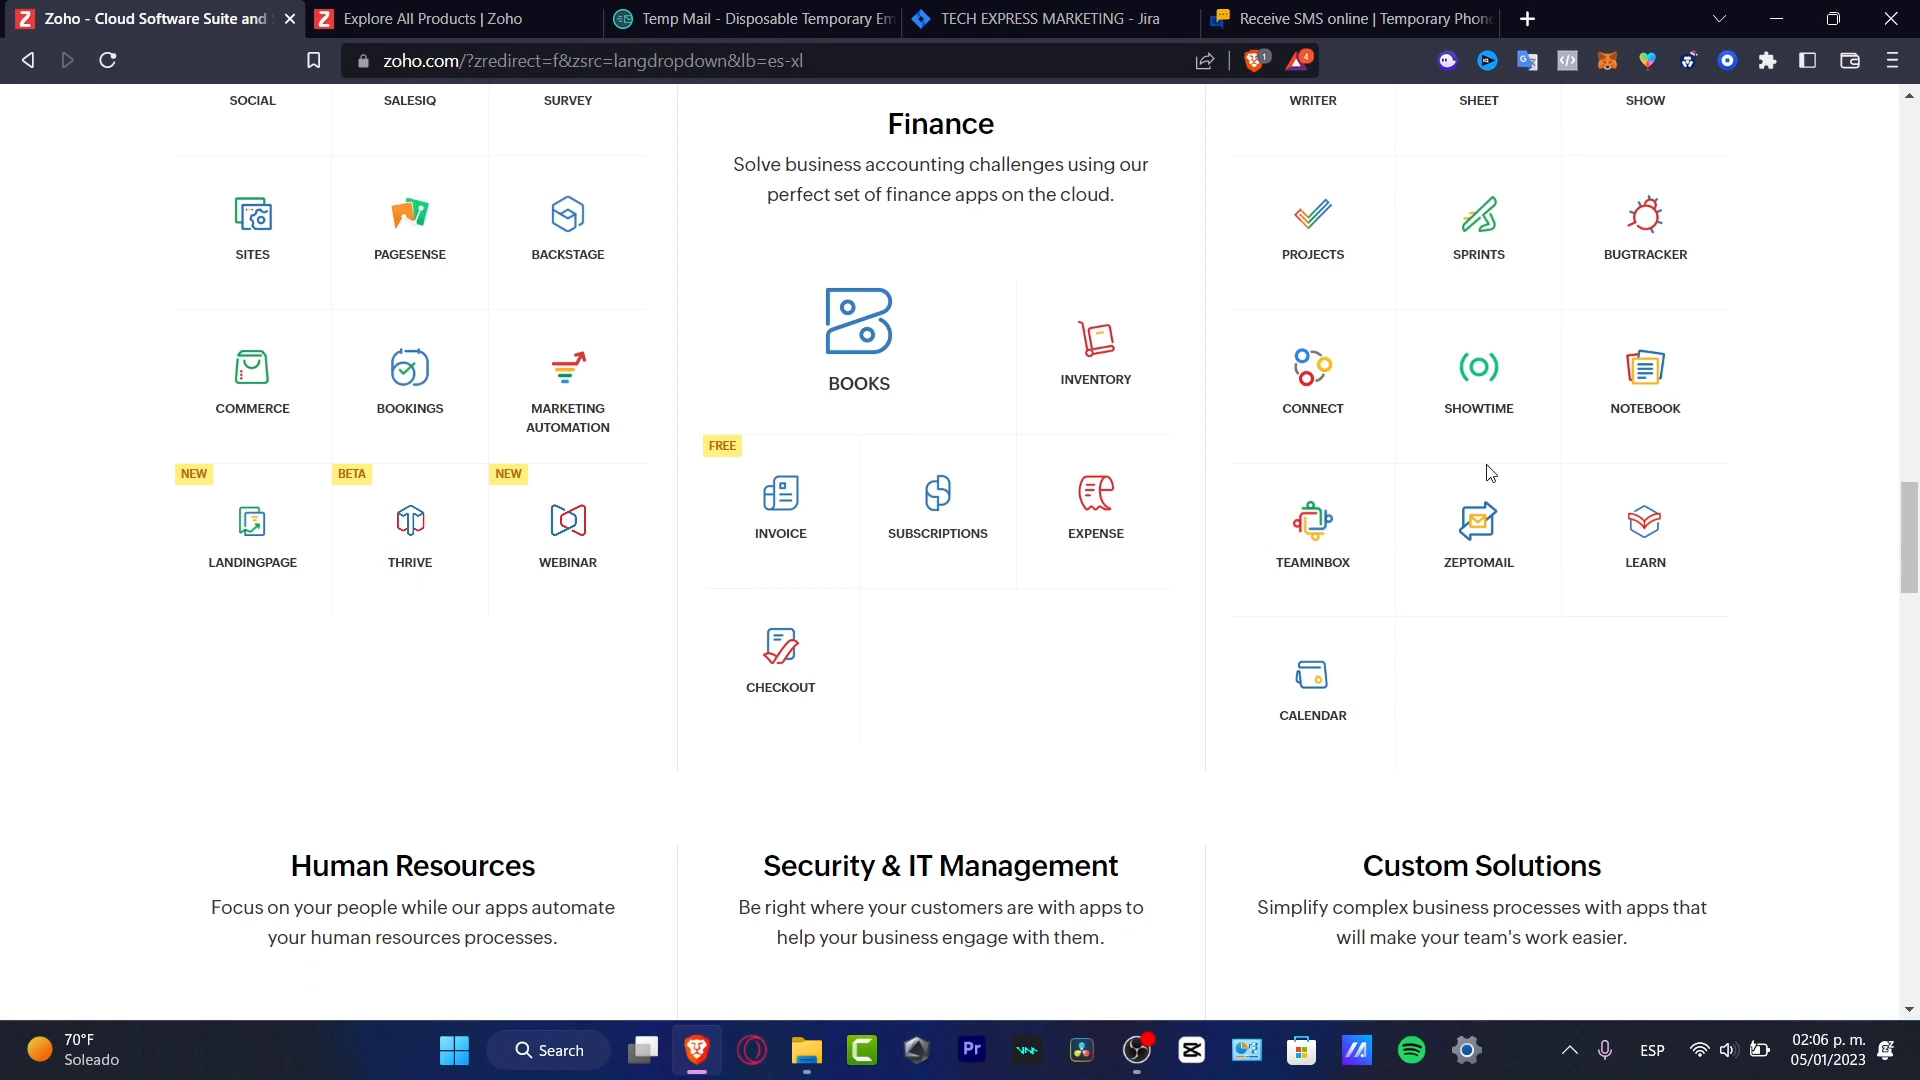 Zoho - Cloud Software Suite and
Explore All Products | Zoho
Temp Mail - Disposable Temporary Em
TECH EXPRESS MARKETING - Jira
Receive SMS online | Temporary Phone
zoho.com/?zredirect=f&zsrc=langdropdown&lb=es-xl
1
4
SOCIAL
SALESIQ
SURVEY
SITES
PAGESENSE
BACKSTAGE
COMMERCE
BOOKINGS
MARKETING
AUTOMATION
NEW
BETA
NEW
LANDINGPAGE
THRIVE
WEBINAR
Finance
Solve business accounting challenges using our
perfect set of finance apps on the cloud.
BOOKS
INVENTORY
FREE
INVOICE
SUBSCRIPTIONS
EXPENSE
CHECKOUT
WRITER
SHEET
SHOW
PROJECTS
SPRINTS
BUGTRACKER
CONNECT
SHOWTIME
NOTEBOOK
TEAMINBOX
ZEPTOMAIL
LEARN
CALENDAR
Human Resources
Focus on your people while our apps automate
your human resources processes.
Security & IT Management
Be right where your customers are with apps to
help your business engage with them.
Custom Solutions
Simplify complex business processes with apps that
will make your team's work easier.
70°F
Soleado
Search
Pr
ESP
02:06 p. m.
05/01/2023